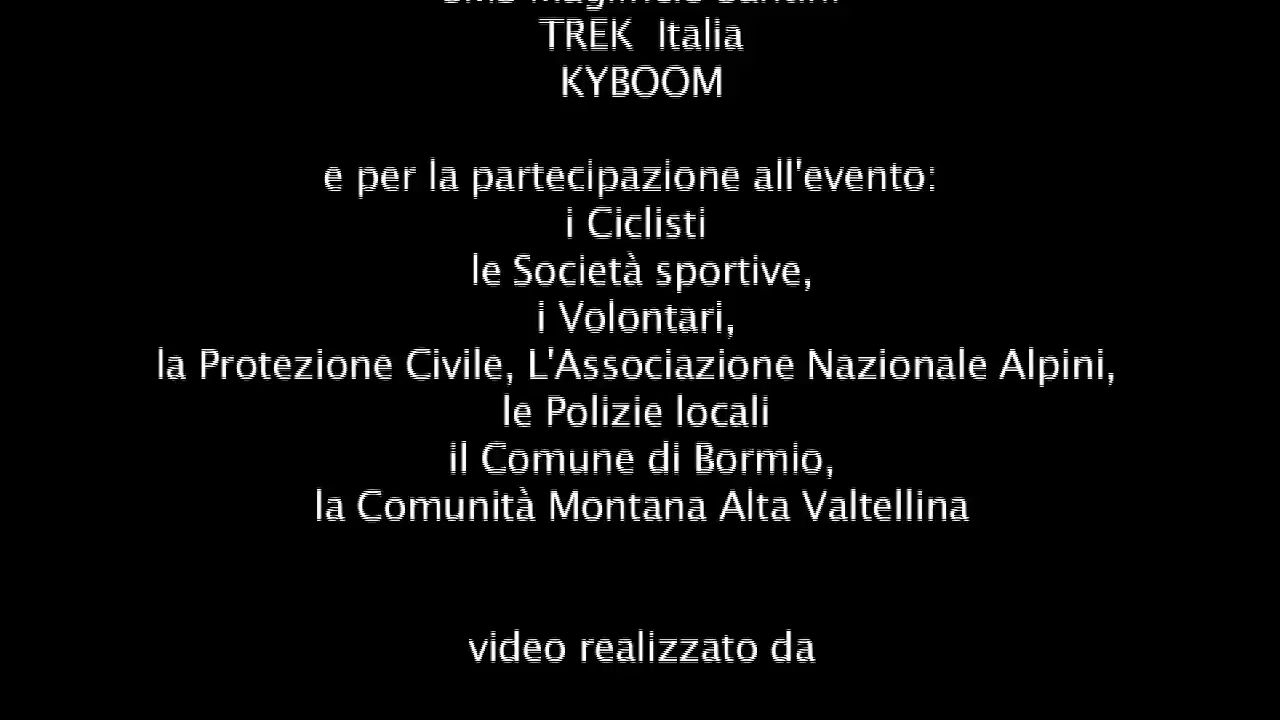 TREK Italia
KYBOOM
e per la partecipazione all'evento:
i Ciclisti
le Società sportive,
i Volontari,
la Protezione Civile, L'Associazione Nazionale Alpini,
le Polizie locali
il Comune di Bormio,
la Comunità Montana Alta Valtellina
video realizzato da